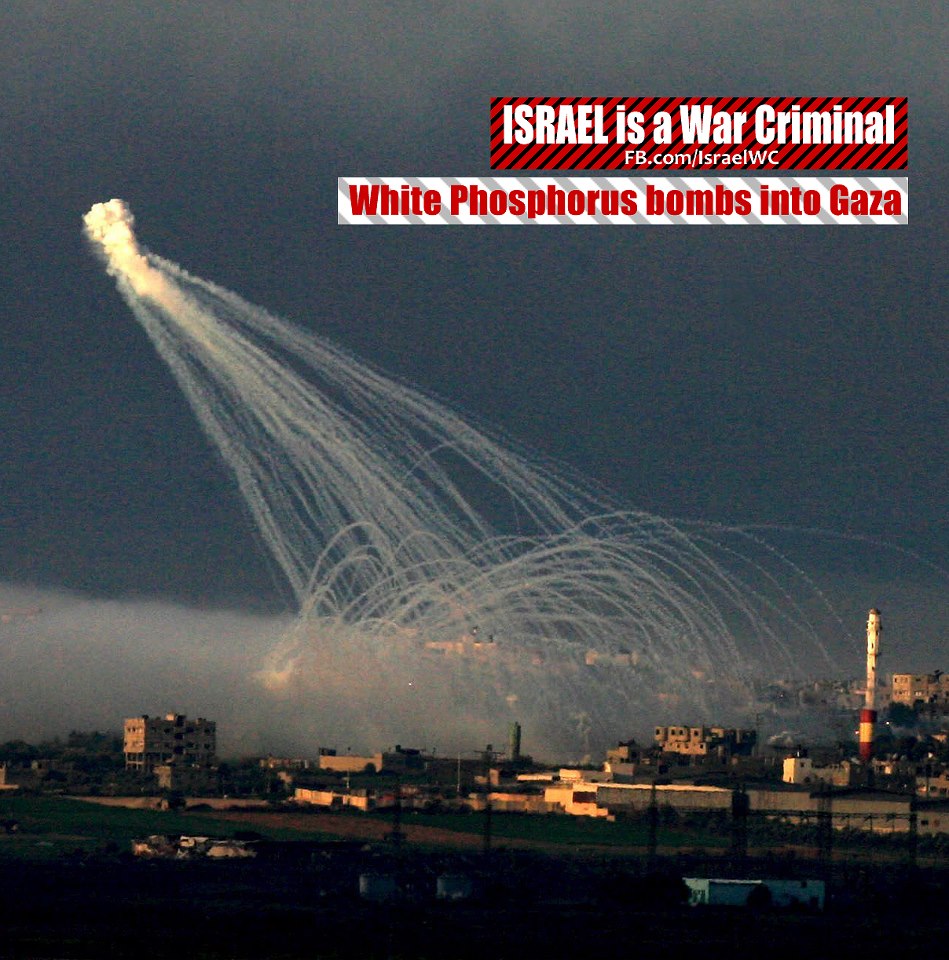 ISRAEL is a War Criminal
FB.com/IsraelWC
White Phosphorus bombs into Gaza